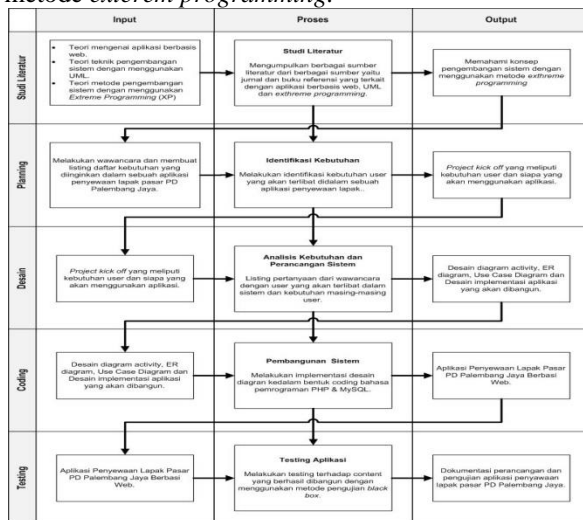 metode exterem programming.
Input
Proses
Output
Studi Literatur
• Teori mengenai aplikasi berbasis
web.
• Teori teknik pengembangan
sistem dengan menggunakan
UML.
• Teori metode pengembangan
sistem dengan menggunakan
Extreme Programming (XP)
Studi Literatur
Mengumpulkan berbagai sumber
literatur dari berbagai sumber yaitu
jurnal dan buku referensi yang terkait
dengan aplikasi berbasis web, UML
dan exthreme programming.
Memahami konsep
pengembangan sistem dengan
menggunakan metode exthreme
programming
Planning
Melakukan wawancara dan membuat
listing daftar kebutuhan yang
diinginkan dalam sebuah aplikasi
penyewaan lapak pasar PD
Palembang Jaya.
Identifikasi Kebutuhan
Melakukan identifikasi kebutuhan user
yang akan terlibat didalam sebuah
aplikasi penyewaan lapak..
Project kick off yang meliputi
kebutuhan user dan siapa yang
akan menggunakan aplikasi.
Desain
Project kick off yang meliputi
kebutuhan user dan siapa yang
akan menggunakan aplikasi.
Analisis Kebutuhan dan
Perancangan Sistem
Listing pertanyaan dari wawancara
dengan user yang akan terlibat dalam
sistem dan kebutuhan masing-masing
user.
Desain diagram activity, ER
diagram, Use Case Diagram dan
Desain implementasi aplikasi
yang akan dibangun.
Coding
Desain diagram activity, ER
diagram, Use Case Diagram dan
Desain implementasi aplikasi
yang akan dibangun.
Pembangunan Sistem
Melakukan implementasi desain
diagran kedalam bentuk coding bahasa
pemrograman PHP & MySQL.
Aplikasi Penyewaan Lapak Pasar
PD Palembang Jaya Berbasi
Web.
Testing
Aplikasi Penyewaan Lapak Pasar
PD Palembang Jaya Berbasi
Web.
Testing Aplikasi
Melakukan testing terhadap content
yang berhasil dibangun dengan
menggunakan metode pengujian black
box.
Dokumentasi perancangan dan
pengujian aplikasi penyewaan
lapak pasar PD Palembang Jaya.